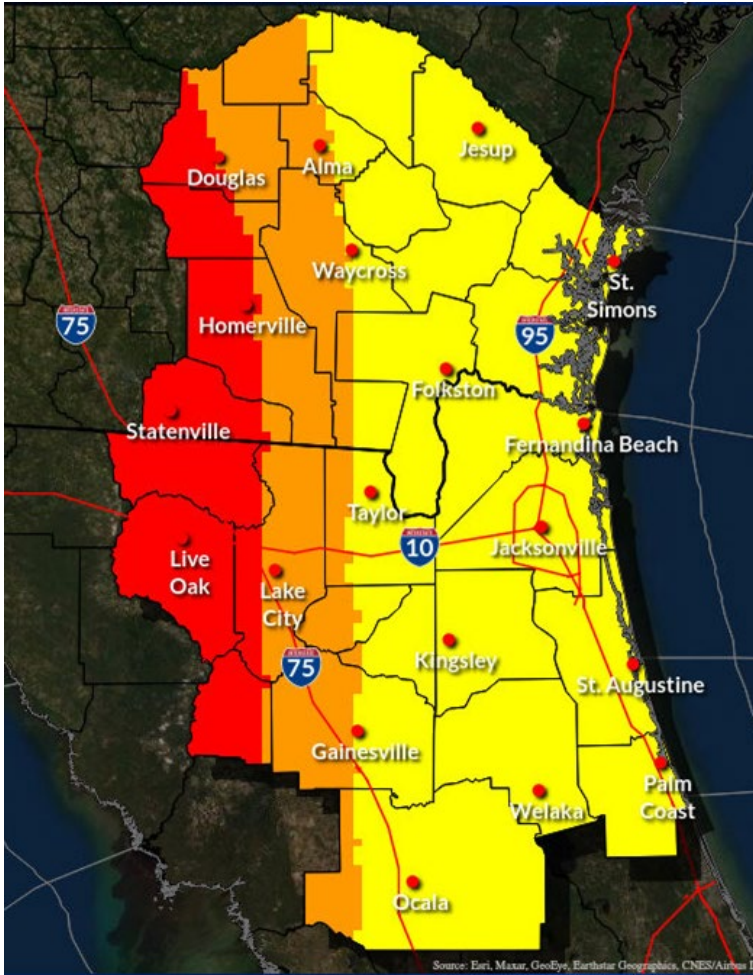 Jesup
Alma
Douglas
Waycross
St.
Simons
Homerville
75
95
Folkston
Statenville
Fernandina Beach
Taylor
10
Jacksonville
Live
Oak
Lake
City
75
Kingsley
St. Augustine
Gainesville
Palm
Coast
Welaka
Ocala
Source: Esri, Maxar, GeoEye, Earthstar Geographics, CNES/Airbus